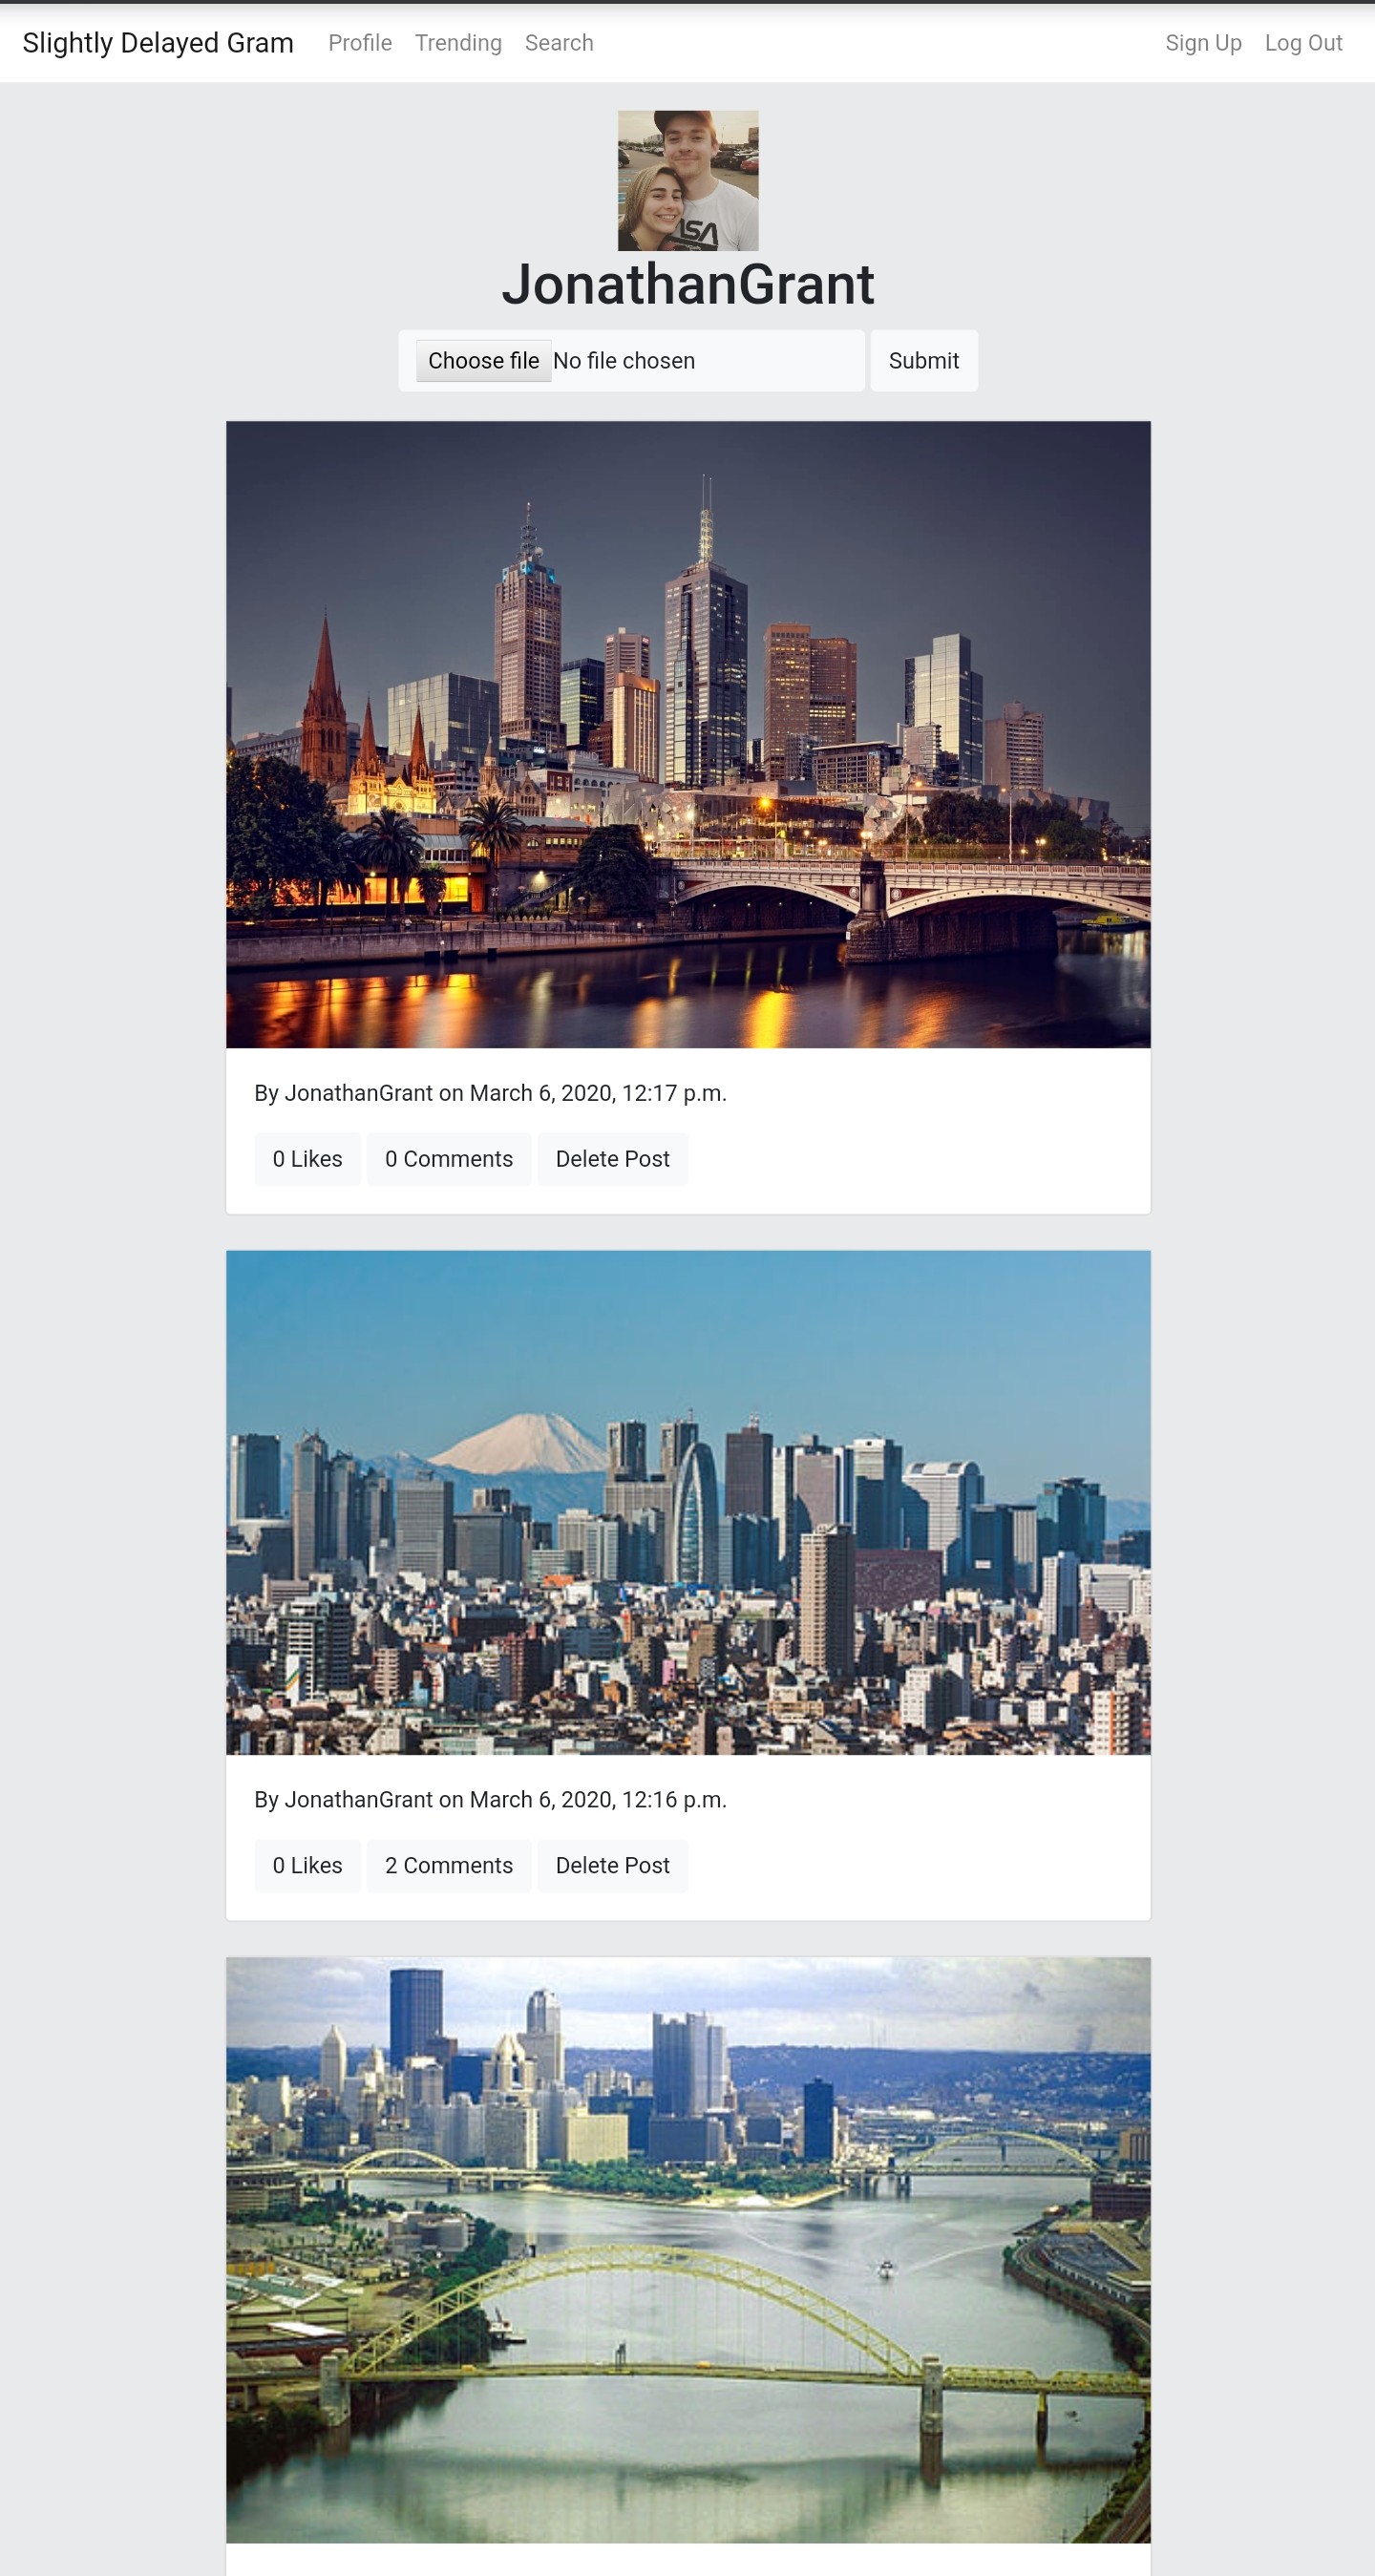 Slightly Delayed Gram Profile Trending Search Sign Up Log Out
JonathanGrant
Choose file No file chosen Submit
By JonathanGrant on March 6, 2020, 12:17 p.m.
0 Likes 0 Comments Delete Post
By JonathanGrant on March 6, 2020, 12:16 p.m.
0 Likes 2 Comments Delete Post